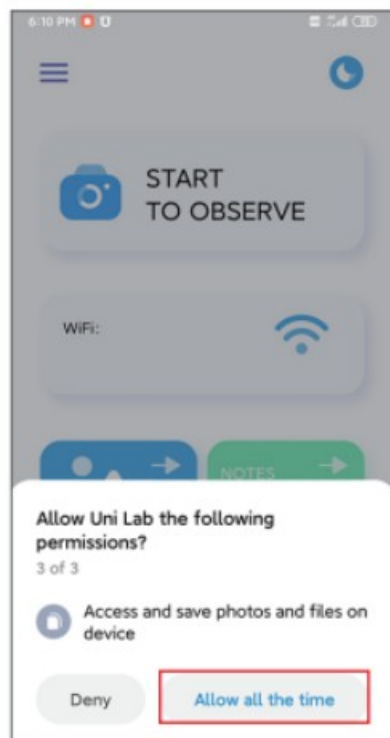 6:10 PM
START
TO OBSERVE
WiFi:
NOTES
Allow Uni Lab the following
permissions?
3 of 3
Access and save photos and files on
device
Deny
Allow all the time